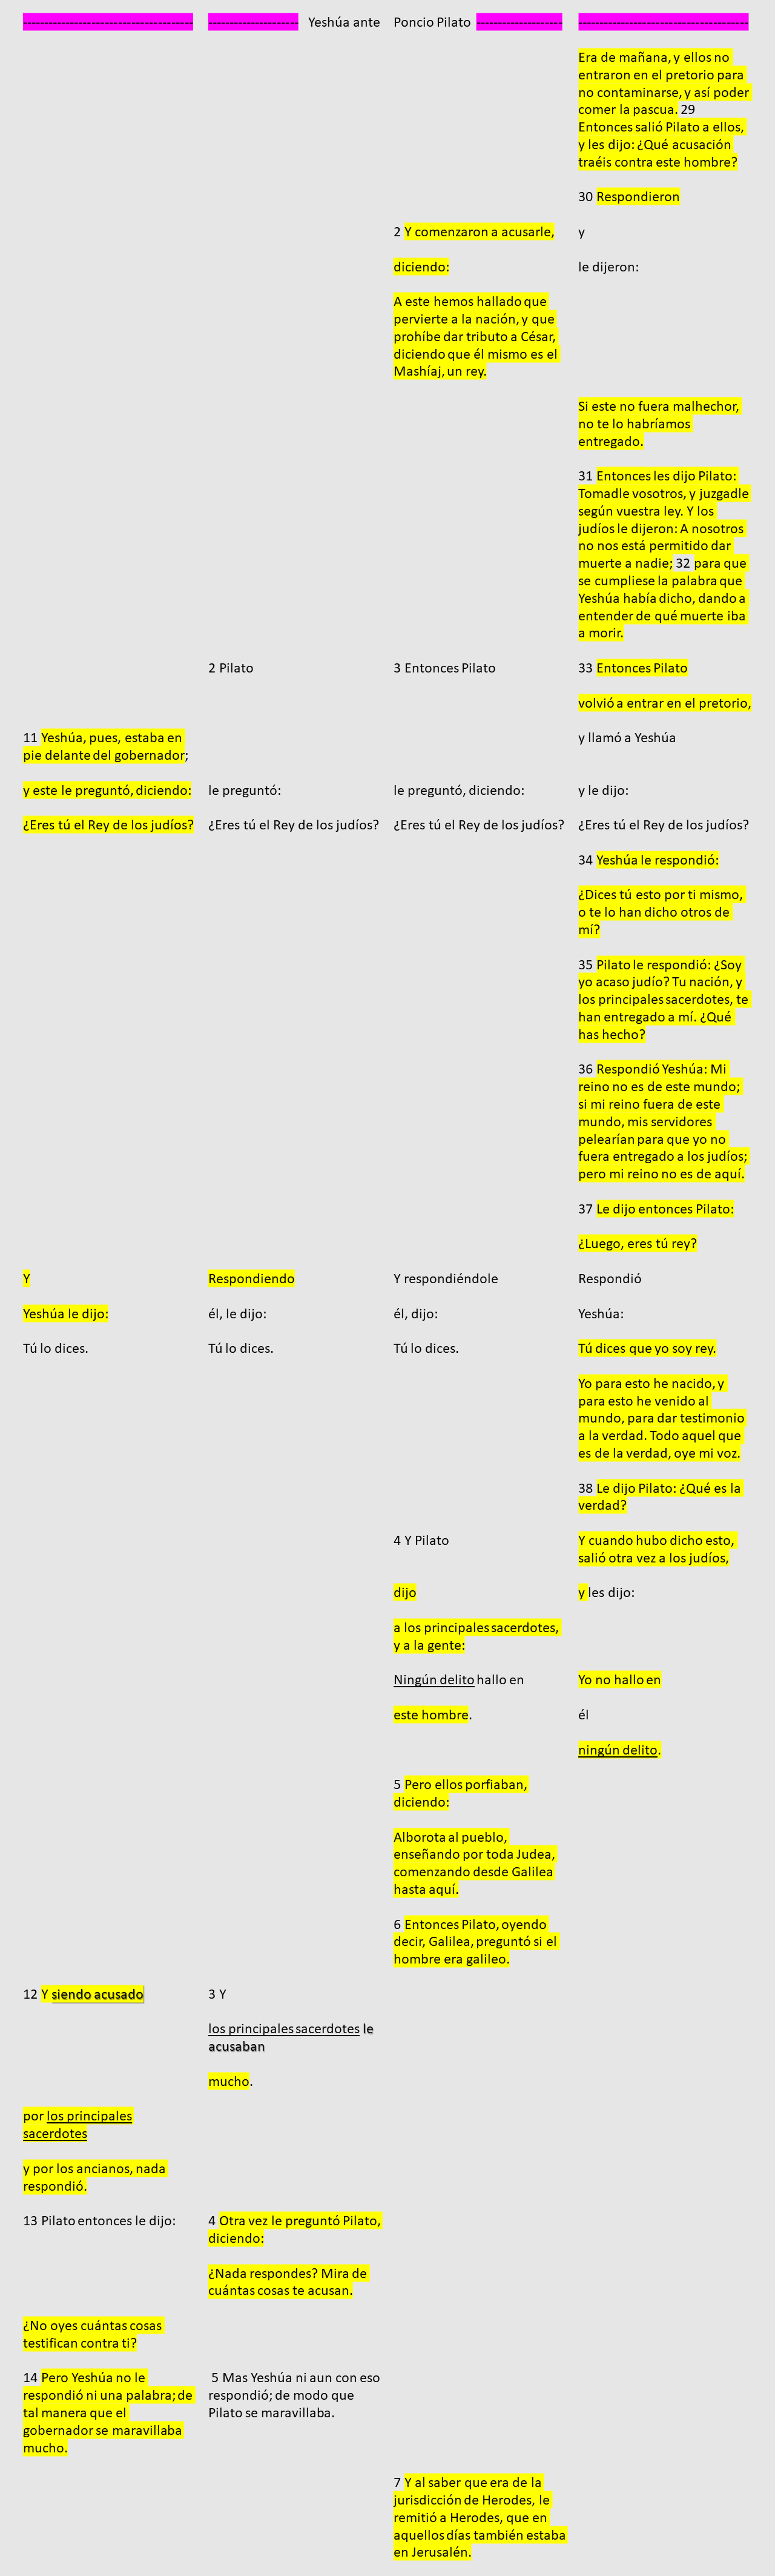 Yeshúa ante Poncio Pilato
Era de mañana, y ellos no
entraron en el pretorio para
no contaminarse, y así poder
comer la pascua. 29
Entonces salió Pilato a ellos,
y les dijo: ¿Qué acusación
traéis contra este hombre?
30 Respondieron
2 Y comenzaron a acusarle,
y
diciendo:
le dijeron:
A este hemos hallado que
pervierte a la nación, y que
prohíbe dar tributo a César,
diciendo que él mismo es el
Mashíaj, un rey.
Si este no fuera malhechor,
no te lo habríamos
entregado.
31 Entonces les dijo Pilato:
Tomadle vosotros, y juzgadle
según vuestra ley. Y los
judíos le dijeron: A nosotros
no nos está permitido dar
muerte a nadie; 32 para que
se cumpliese la palabra que
Yeshúa había dicho, dando a
entender de qué muerte iba
a morir.
2 Pilato
3 Entonces Pilato
33 Entonces Pilato
volvió a entrar en el pretorio,
11 Yeshúa, pues, estaba en
pie delante del gobernador;
y llamó a Yeshúa
y este le preguntó, diciendo:
le preguntó:
le preguntó, diciendo:
y le dijo:
¿Eres tú el Rey de los judíos?
¿Eres tú el Rey de los judíos?
¿Eres tú el Rey de los judíos?
¿Eres tú el Rey de los judíos?
34 Yeshúa le respondió:
¿Dices tú esto por ti mismo,
o te lo han dicho otros de
mí?
35 Pilato le respondió: ¿Soy
yo acaso judío? Tu nación, y
los principales sacerdotes, te
han entregado a mí. ¿Qué
has hecho?
36 Respondió Yeshúa: Mi
reino no es de este mundo;
si mi reino fuera de este
mundo, mis servidores
pelearían para que yo no
fuera entregado a los judíos;
pero mi reino no es de aquí.
37 Le dijo entonces Pilato:
¿Luego, eres tú rey?
Y
Respondiendo
Y respondiéndole
Respondió
Yeshúa le dijo:
él, le dijo:
él, dijo:
Yeshúa:
Tú lo dices.
Tú lo dices.
Tú lo dices.
Tú dices que yo soy rey.
Yo para esto he nacido, y
para esto he venido al
mundo, para dar testimonio
a la verdad. Todo aquel que
es de la verdad, oye mi voz.
38 Le dijo Pilato: ¿Qué es la
verdad?
4 Y Pilato
Y cuando hubo dicho esto,
salió otra vez a los judíos,
dijo
y les dijo:
a los principales sacerdotes,
y a la gente:
Ningún delito hallo en
Yo no hallo en
este hombre.
él
ningún delito.
5 Pero ellos porfiaban,
diciendo:
Alborota al pueblo,
enseñando por toda Judea,
comenzando desde Galilea
hasta aquí.
6 Entonces Pilato, oyendo
decir, Galilea, preguntó si el
hombre era galileo.
12 Y siendo acusado
3 Y
los principales sacerdotes le
acusaban
mucho.
por los principales
sacerdotes
y por los ancianos, nada
respondió.
13 Pilato entonces le dijo:
4 Otra vez le preguntó Pilato,
diciendo:
¿Nada respondes? Mira de
cuántas cosas te acusan.
¿No oyes cuántas cosas
testifican contra ti?
14 Pero Yeshúa no le
respondió ni una palabra; de
tal manera que el
gobernador se maravillaba
mucho.
5 Mas Yeshúa ni aun con eso
respondió; de modo que
Pilato se maravillaba.
7 Y al saber que era de la
jurisdicción de Herodes, le
remitió a Herodes, que en
aquellos días también estaba
en Jerusalén.